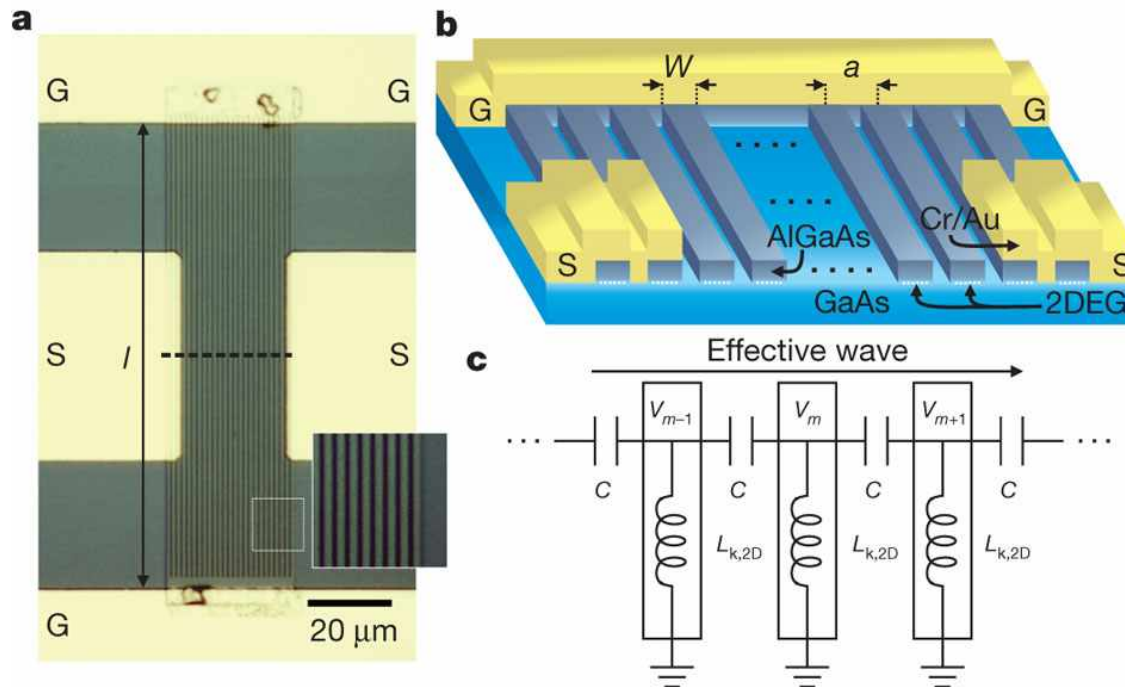 a
G G
l
S S
G
20 µm
b
W a
G G
AlGaAs
Cr/Au
S S
GaAs
2DEG
c
Effective wave
V_{m−1} V_m V_{m+1}
C C C C
L_{k,2D} L_{k,2D} L_{k,2D}